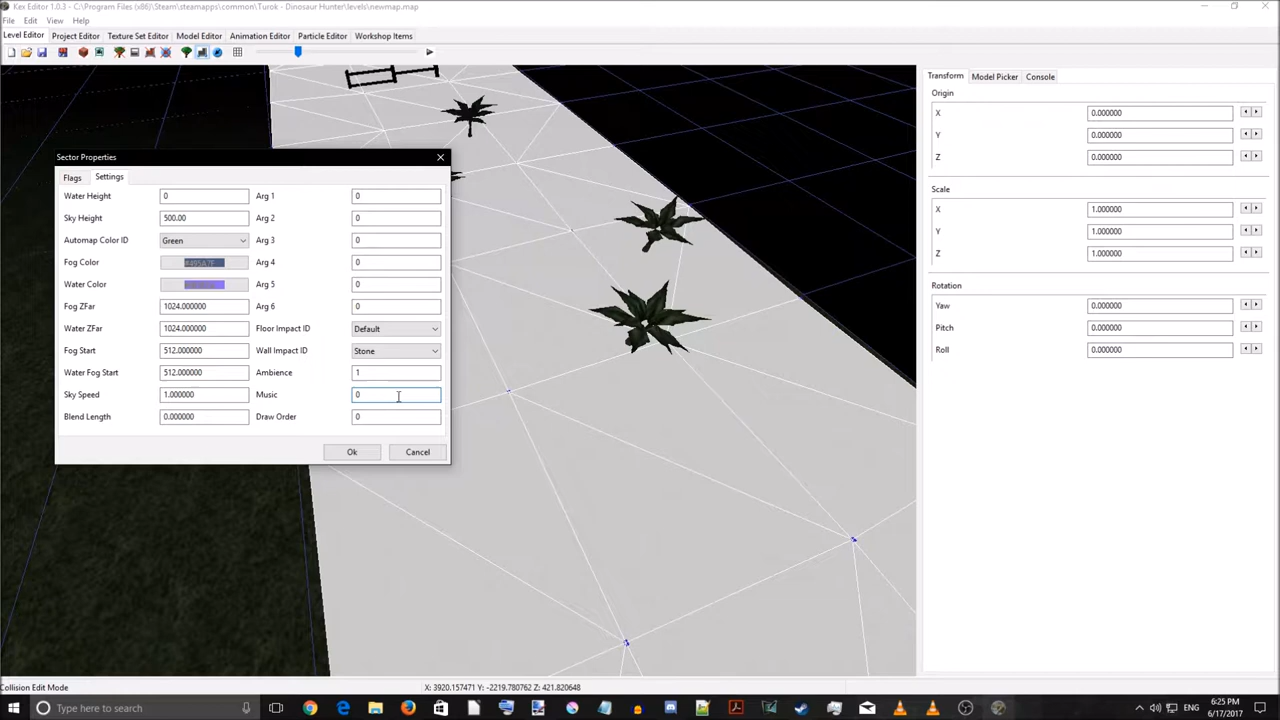 Kex Editor 1.0.3 - C:\Program Files (x86)\Steam\steamapps\common\Turok - Dinosaur Hunter\levels\newmap.map
File Edit View Help
Level Editor Project Editor Texture Set Editor Model Editor Animation Editor Particle Editor Workshop Items
Transform Model Picker Console
Origin
X 0.000000
Y 0.000000
Z 0.000000
Scale
X 1.000000
Y 1.000000
Z 1.000000
Rotation
Yaw 0.000000
Pitch 0.000000
Roll 0.000000
Sector Properties
Flags Settings
Water Height 0 Arg 1 0
Sky Height 500.00 Arg 2 0
Automap Color ID Green Arg 3 0
Fog Color #495A7F Arg 4 0
Water Color Arg 5 0
Fog ZFar 1024.000000 Arg 6 0
Water ZFar 1024.000000 Floor Impact ID Default
Fog Start 512.000000 Wall Impact ID Stone
Water Fog Start 512.000000 Ambience 1
Sky Speed 1.000000 Music 0
Blend Length 0.000000 Draw Order 0
Ok Cancel
Collision Edit Mode X: 3920.157471 Y: -2219.780762 Z: 421.820648
Type here to search ENG 6:25 PM
6/17/2017